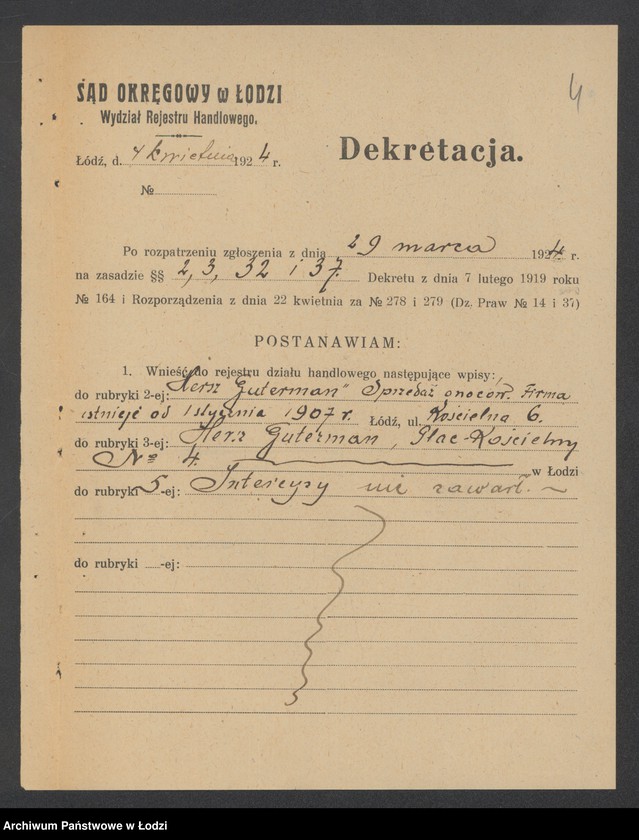 4
SĄD OKRĘGOWY w ŁODZI
Wydział Rejestru Handlowego.
Dekretacja.
Łódź, d. 4 kwietnia 1924 r.
№
Po rozpatrzeniu zgłoszenia z dnia 29 marca 1924 r.
na zasadzie §§ 2, 3, 32 i 37. Dekretu z dnia 7 lutego 1919 roku
№ 164 i Rozporządzenia z dnia 22 kwietnia za № 278 i 279 (Dz. Praw № 14 i 37)
POSTANAWIAM:
1. Wnieść do rejestru działu handlowego następujące wpisy:
do rubryki 2-ej: "Hersz Guterman" Sprzedaż owoców. Firma
istnieje od 1 stycznia 1907 r. Łódź, ul. Kościelna 6.
do rubryki 3-ej: Hersz Guterman, Plac-Kościelny
№ 4. w Łodzi
do rubryki 5-ej: Intercyzy nie zawarł.
do rubryki -ej:
Archiwum Państwowe w Łodzi